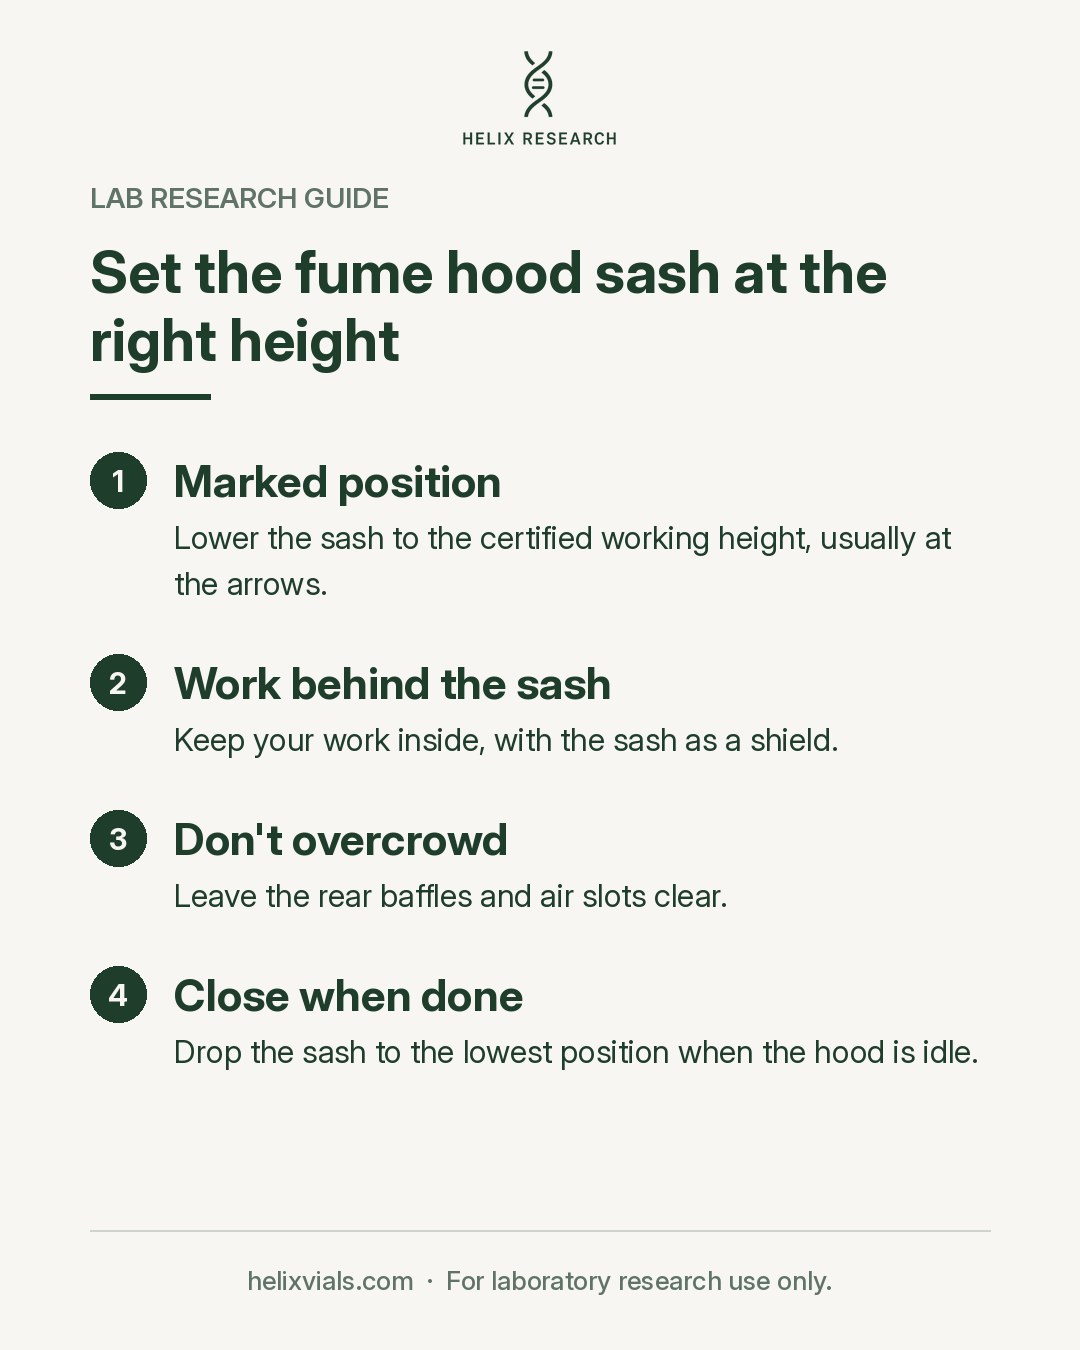 HELIX RESEARCH
LAB RESEARCH GUIDE
Set the fume hood sash at the
right height
1 Marked position
Lower the sash to the certified working height, usually at
the arrows.
2 Work behind the sash
Keep your work inside, with the sash as a shield.
3 Don't overcrowd
Leave the rear baffles and air slots clear.
4 Close when done
Drop the sash to the lowest position when the hood is idle.
helixvials.com · For laboratory research use only.